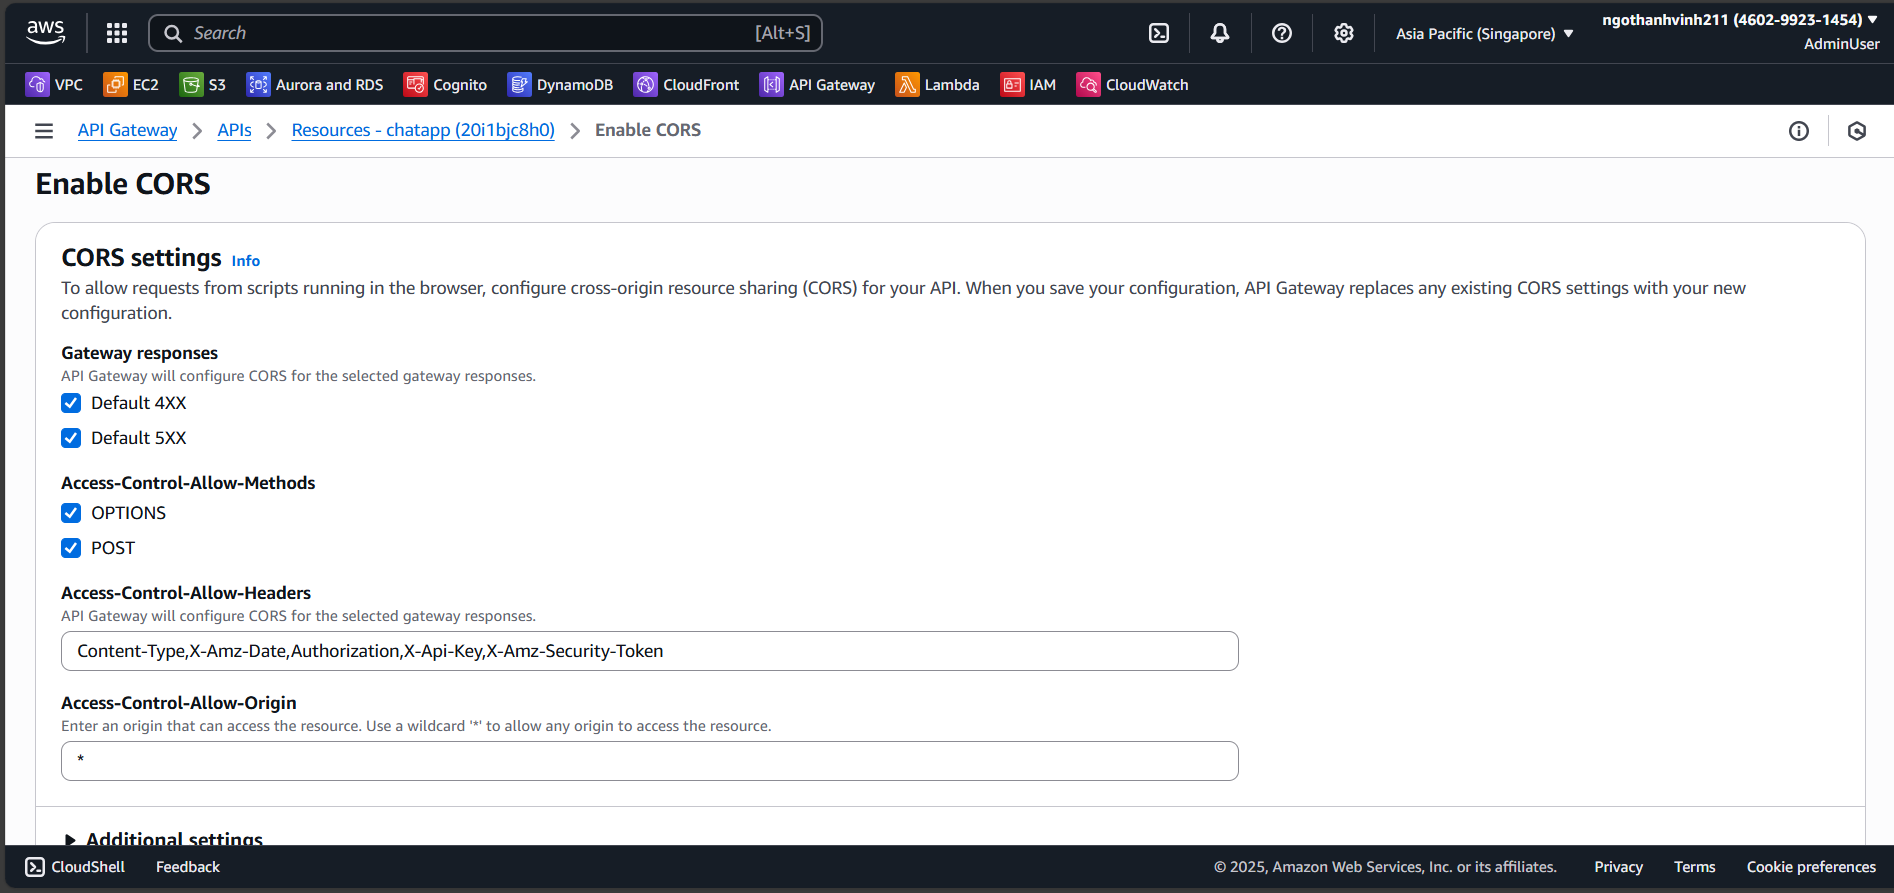 aws
Search [Alt+S]
Asia Pacific (Singapore)
ngothanhvinh211 (4602-9923-1454)
AdminUser
VPC EC2 S3 Aurora and RDS Cognito DynamoDB CloudFront API Gateway Lambda IAM CloudWatch
API Gateway APIs Resources - chatapp (20i1bjc8h0) Enable CORS
Enable CORS
CORS settings Info
To allow requests from scripts running in the browser, configure cross-origin resource sharing (CORS) for your API. When you save your configuration, API Gateway replaces any existing CORS settings with your new
configuration.
Gateway responses
API Gateway will configure CORS for the selected gateway responses.
Default 4XX
Default 5XX
Access-Control-Allow-Methods
OPTIONS
POST
Access-Control-Allow-Headers
API Gateway will configure CORS for the selected gateway responses.
Content-Type,X-Amz-Date,Authorization,X-Api-Key,X-Amz-Security-Token
Access-Control-Allow-Origin
Enter an origin that can access the resource. Use a wildcard '*' to allow any origin to access the resource.
*
Additional settings
CloudShell Feedback © 2025, Amazon Web Services, Inc. or its affiliates. Privacy Terms Cookie preferences